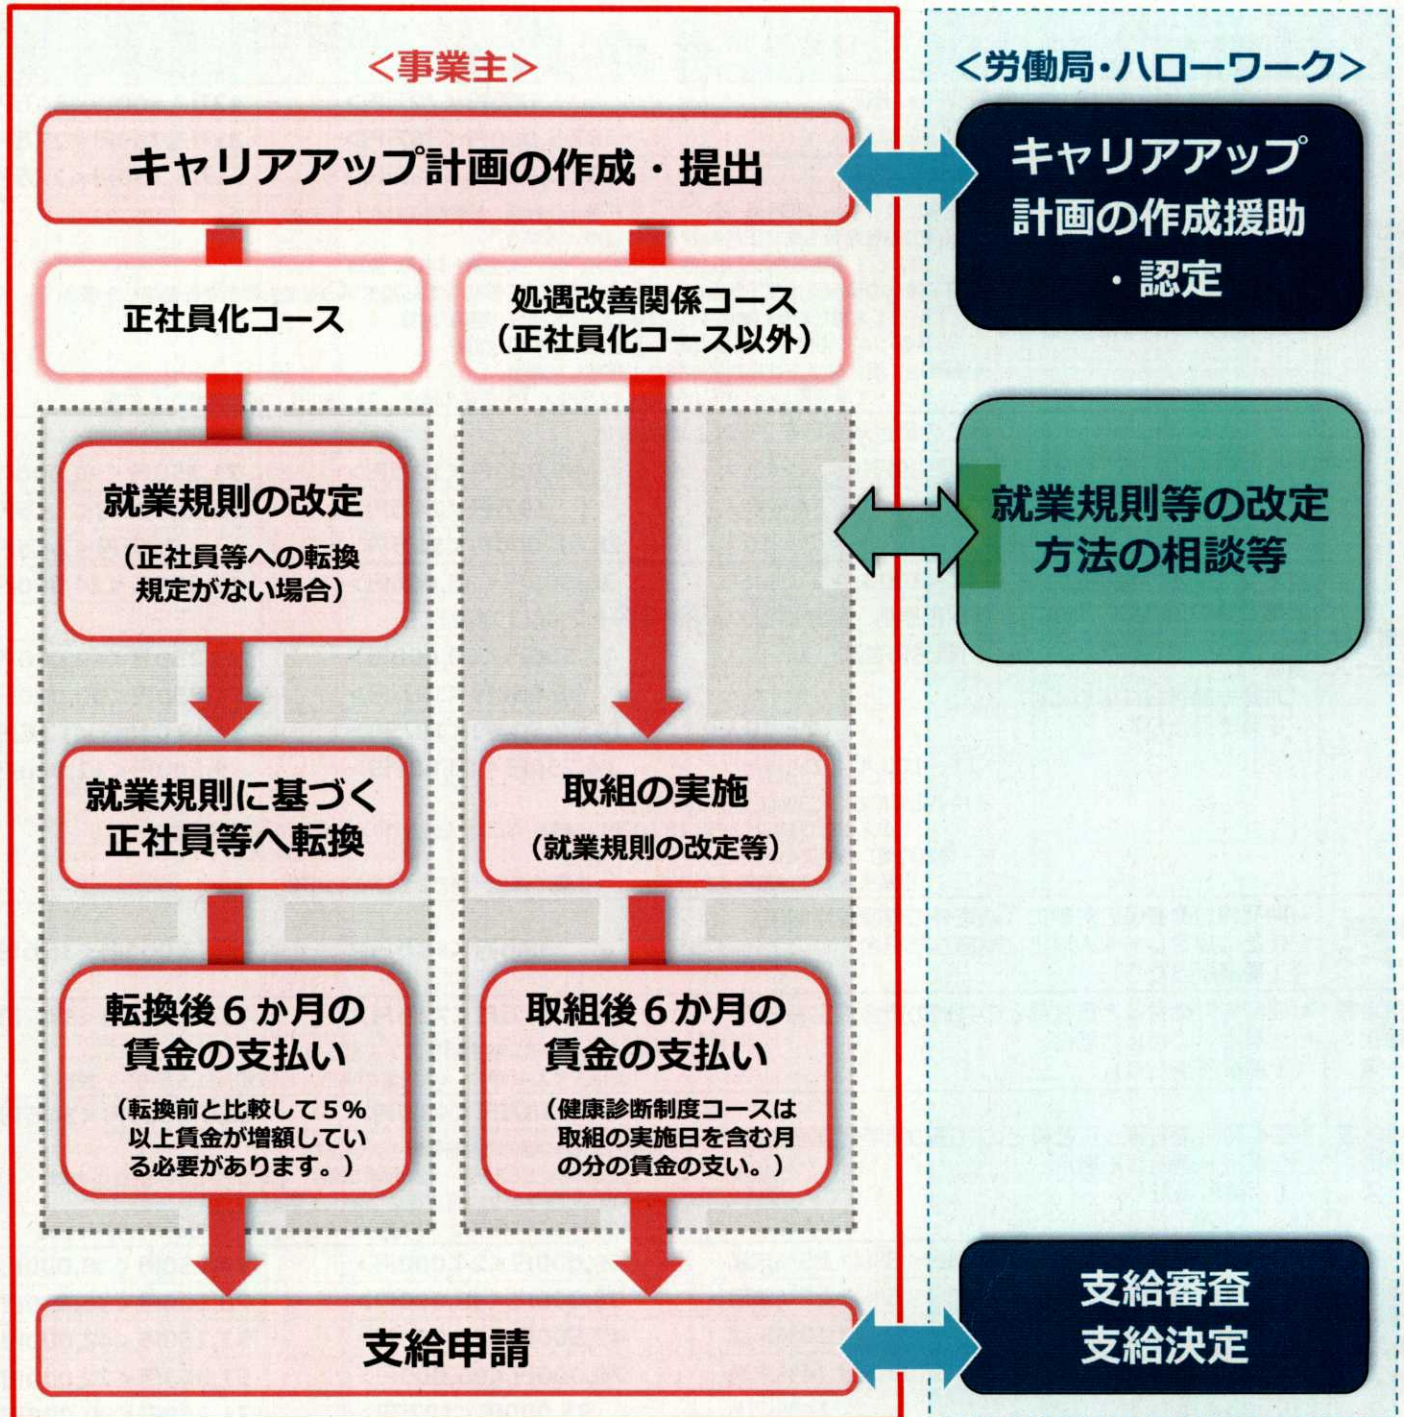 ＜事業主＞
キャリアアップ計画の作成・提出
正社員化コース
処遇改善関係コース
（正社員化コース以外）
就業規則の改定
（正社員等への転換
規定がない場合）
就業規則に基づく
正社員等へ転換
取組の実施
（就業規則の改定等）
転換後６か月の
賃金の支払い
（転換前と比較して５％
以上賃金が増額してい
る必要があります。）
取組後６か月の
賃金の支払い
（健康診断制度コースは
取組の実施日を含む月
の分の賃金の支い。）
支給申請
＜労働局・ハローワーク＞
キャリアアップ
計画の作成援助
・認定
就業規則等の改定
方法の相談等
支給審査
支給決定